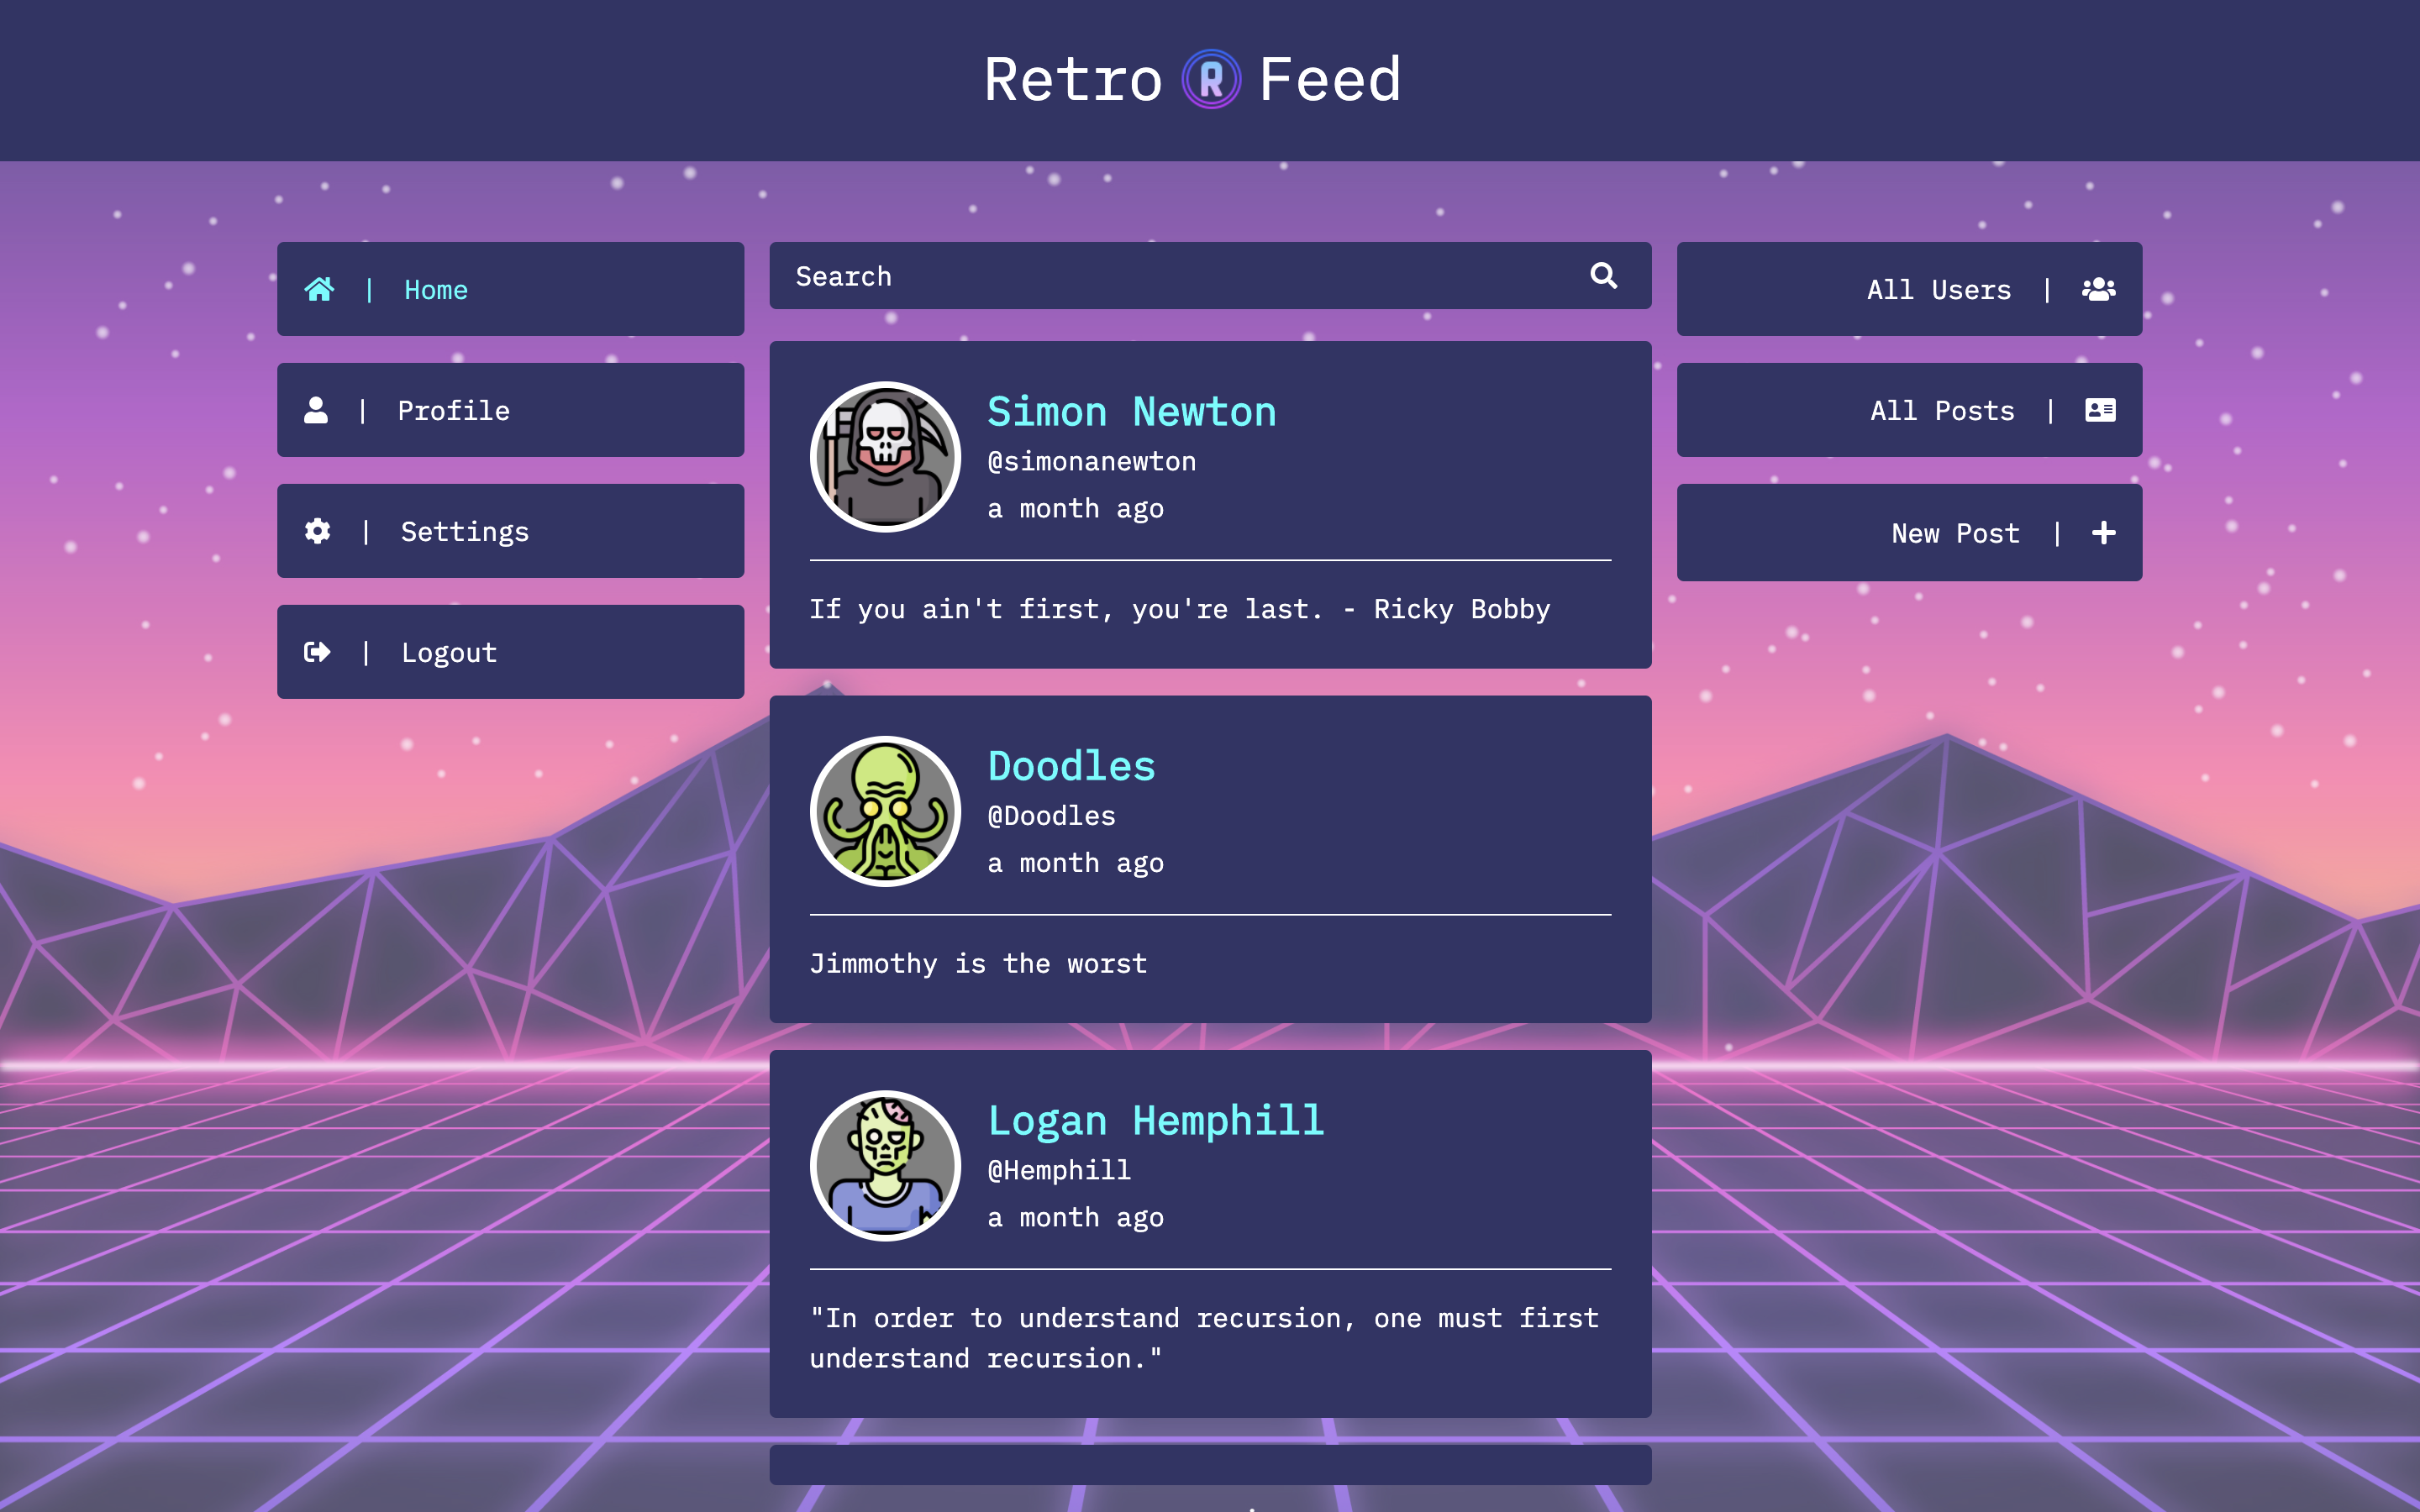 Retro R Feed
| Home
| Profile
| Settings
| Logout
Search
Simon Newton
@simonanewton
a month ago
If you ain't first, you're last. - Ricky Bobby
Doodles
@Doodles
a month ago
Jimmothy is the worst
Logan Hemphill
@Hemphill
a month ago
"In order to understand recursion, one must first
understand recursion."
All Users |
All Posts |
New Post |